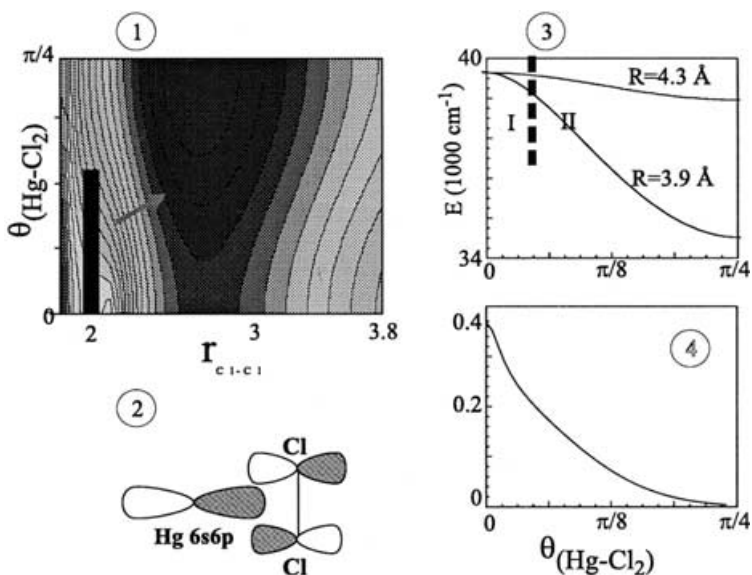 1
π/4
θ(Hg-Cl2)
0
2
3
3.8
r Cl-Cl
2
Cl
Hg 6s6p
Cl
3
40
R=4.3 Å
I
II
R=3.9 Å
E (1000 cm-1)
34
0
π/8
π/4
4
0.4
0.2
0
0
π/8
π/4
θ(Hg-Cl2)